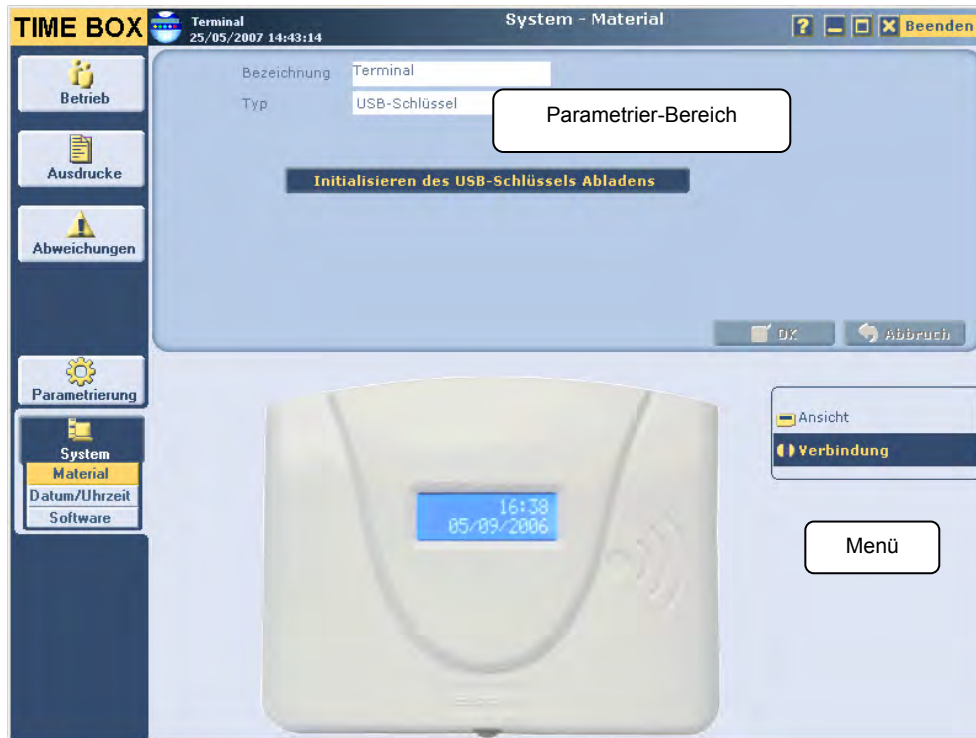 TIME BOX
Terminal
25/05/2007 14:43:14
System - Material
?
Beenden
Betrieb
Ausdrucke
Abweichungen
Parametrierung
System
Material
Datum/Uhrzeit
Software
Bezeichnung Terminal
Typ USB-Schlüssel
Parametrier-Bereich
Initialisieren des USB-Schlüssels Abladens
OK
Abbruch
16:38
05/09/2006
Ansicht
Verbindung
Menü